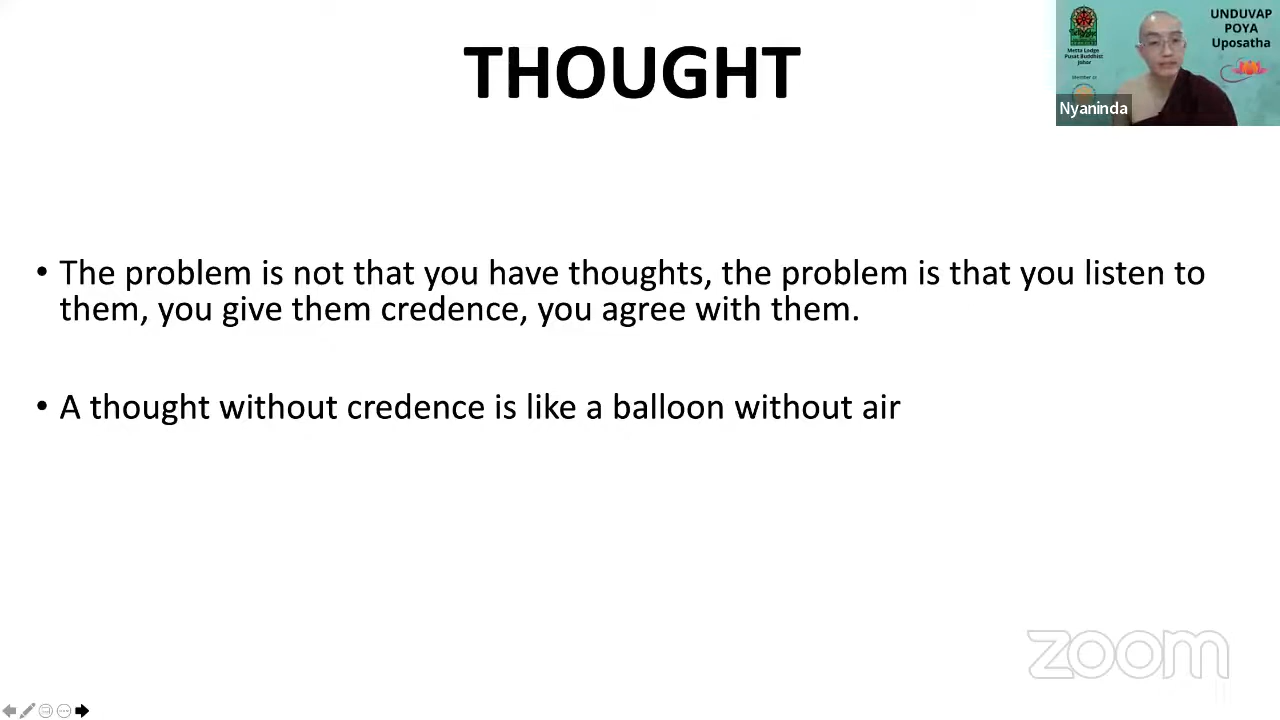 THOUGHT
• The problem is not that you have thoughts, the problem is that you listen to
them, you give them credence, you agree with them.
• A thought without credence is like a balloon without air
Metta Lodge
Pusat Buddhist
Johor
Member of
UNDUVAP
POYA
Uposatha
Nyaninda
zoom